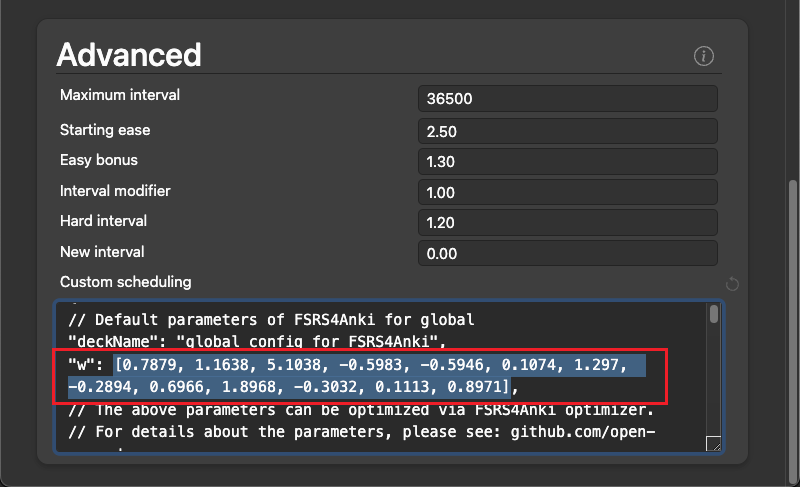 Advanced
Maximum interval 36500
Starting ease 2.50
Easy bonus 1.30
Interval modifier 1.00
Hard interval 1.20
New interval 0.00
Custom scheduling
// Default parameters of FSRS4Anki for global
"deckName": "global config for FSRS4Anki",
"w": [0.7879, 1.1638, 5.1038, -0.5983, -0.5946, 0.1074, 1.297,
-0.2894, 0.6966, 1.8968, -0.3032, 0.1113, 0.8971],
// The above parameters can be optimized via FSRS4Anki optimizer.
// For details about the parameters, please see: github.com/open-